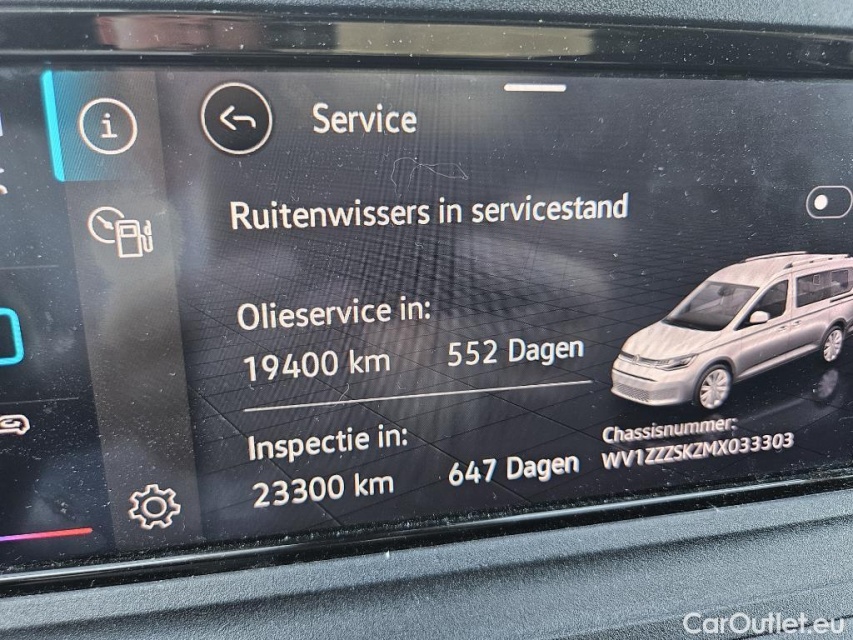 Service
Ruitenwissers in servicestand
Olieservice in:
19400 km 552 Dagen
Inspectie in:
23300 km 647 Dagen
Chassisnummer:
WV1ZZZSKZMX033303
CarOutlet.eu